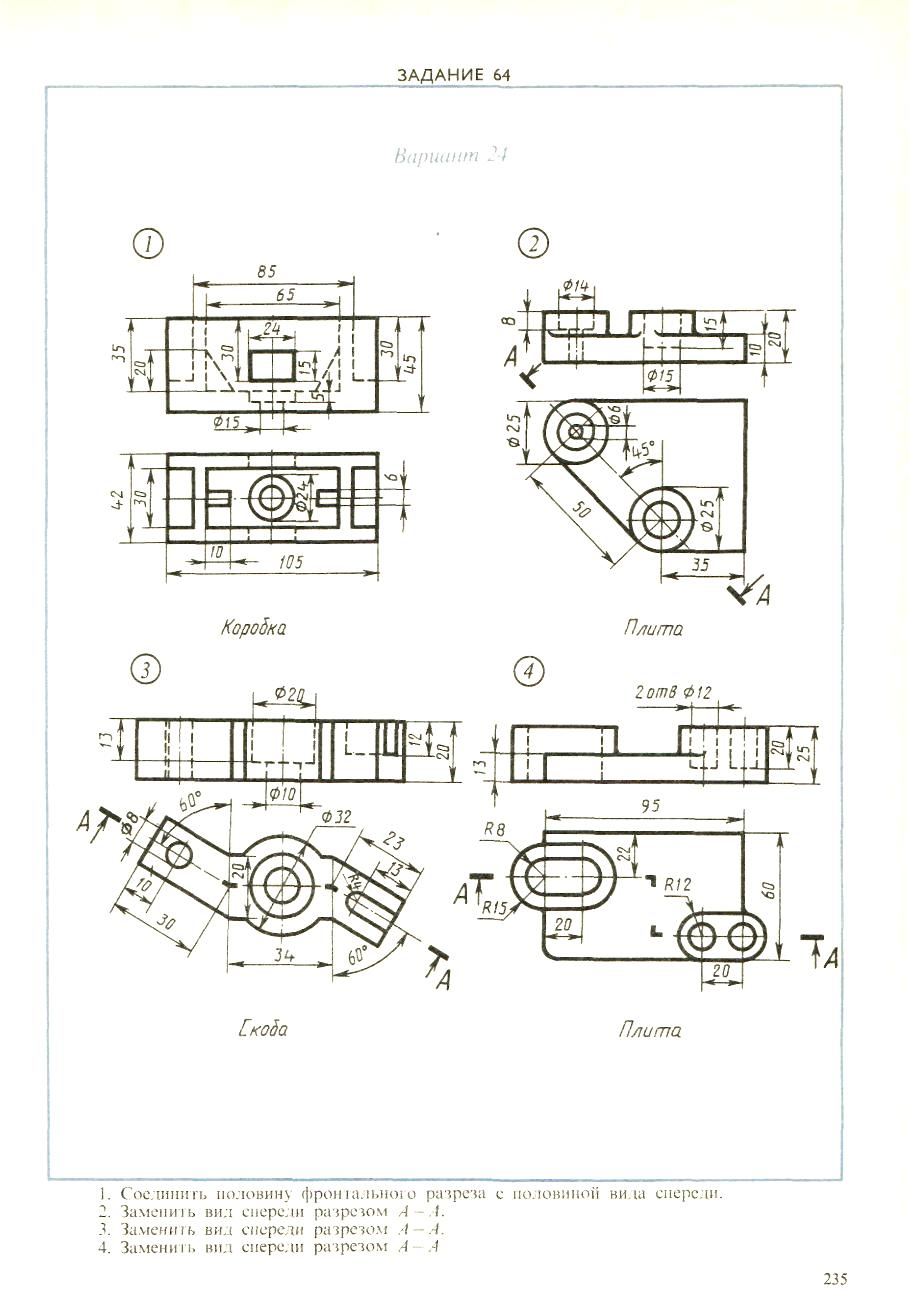 ЗАДАНИЕ 64
Вариант 24
1
85
65
24
35
20
30
15
30
45
5
Ф15
42
30
Ф24
6
10
105
Коробка
2
Ф14
8
15
10
20
А
Ф15
Ф25
Ф6
45°
50
Ф25
35
А
Плита
3
Ф20
13
12
20
Ф10
А
Ф8
60°
Ф32
20
23
13
R4
10
30
34
60°
А
Скоба
4
2отв Ф12
13
20
25
95
R8
22
R12
60
А
R15
20
20
А
Плита
1. Соединить половину фронтального разреза с половиной вида спереди.
2. Заменить вид спереди разрезом А – А.
3. Заменить вид спереди разрезом А – А.
4. Заменить вид спереди разрезом А – А
235